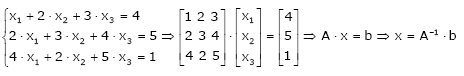 x₁ + 2 · x₂ + 3 · x₃ = 4
2 · x₁ + 3 · x₂ + 4 · x₃ = 5 ⇒ [1 2 3; 2 3 4; 4 2 5] · [x₁; x₂; x₃] = [4; 5; 1] ⇒ A · x = b ⇒ x = A⁻¹ · b
4 · x₁ + 2 · x₂ + 5 · x₃ = 1